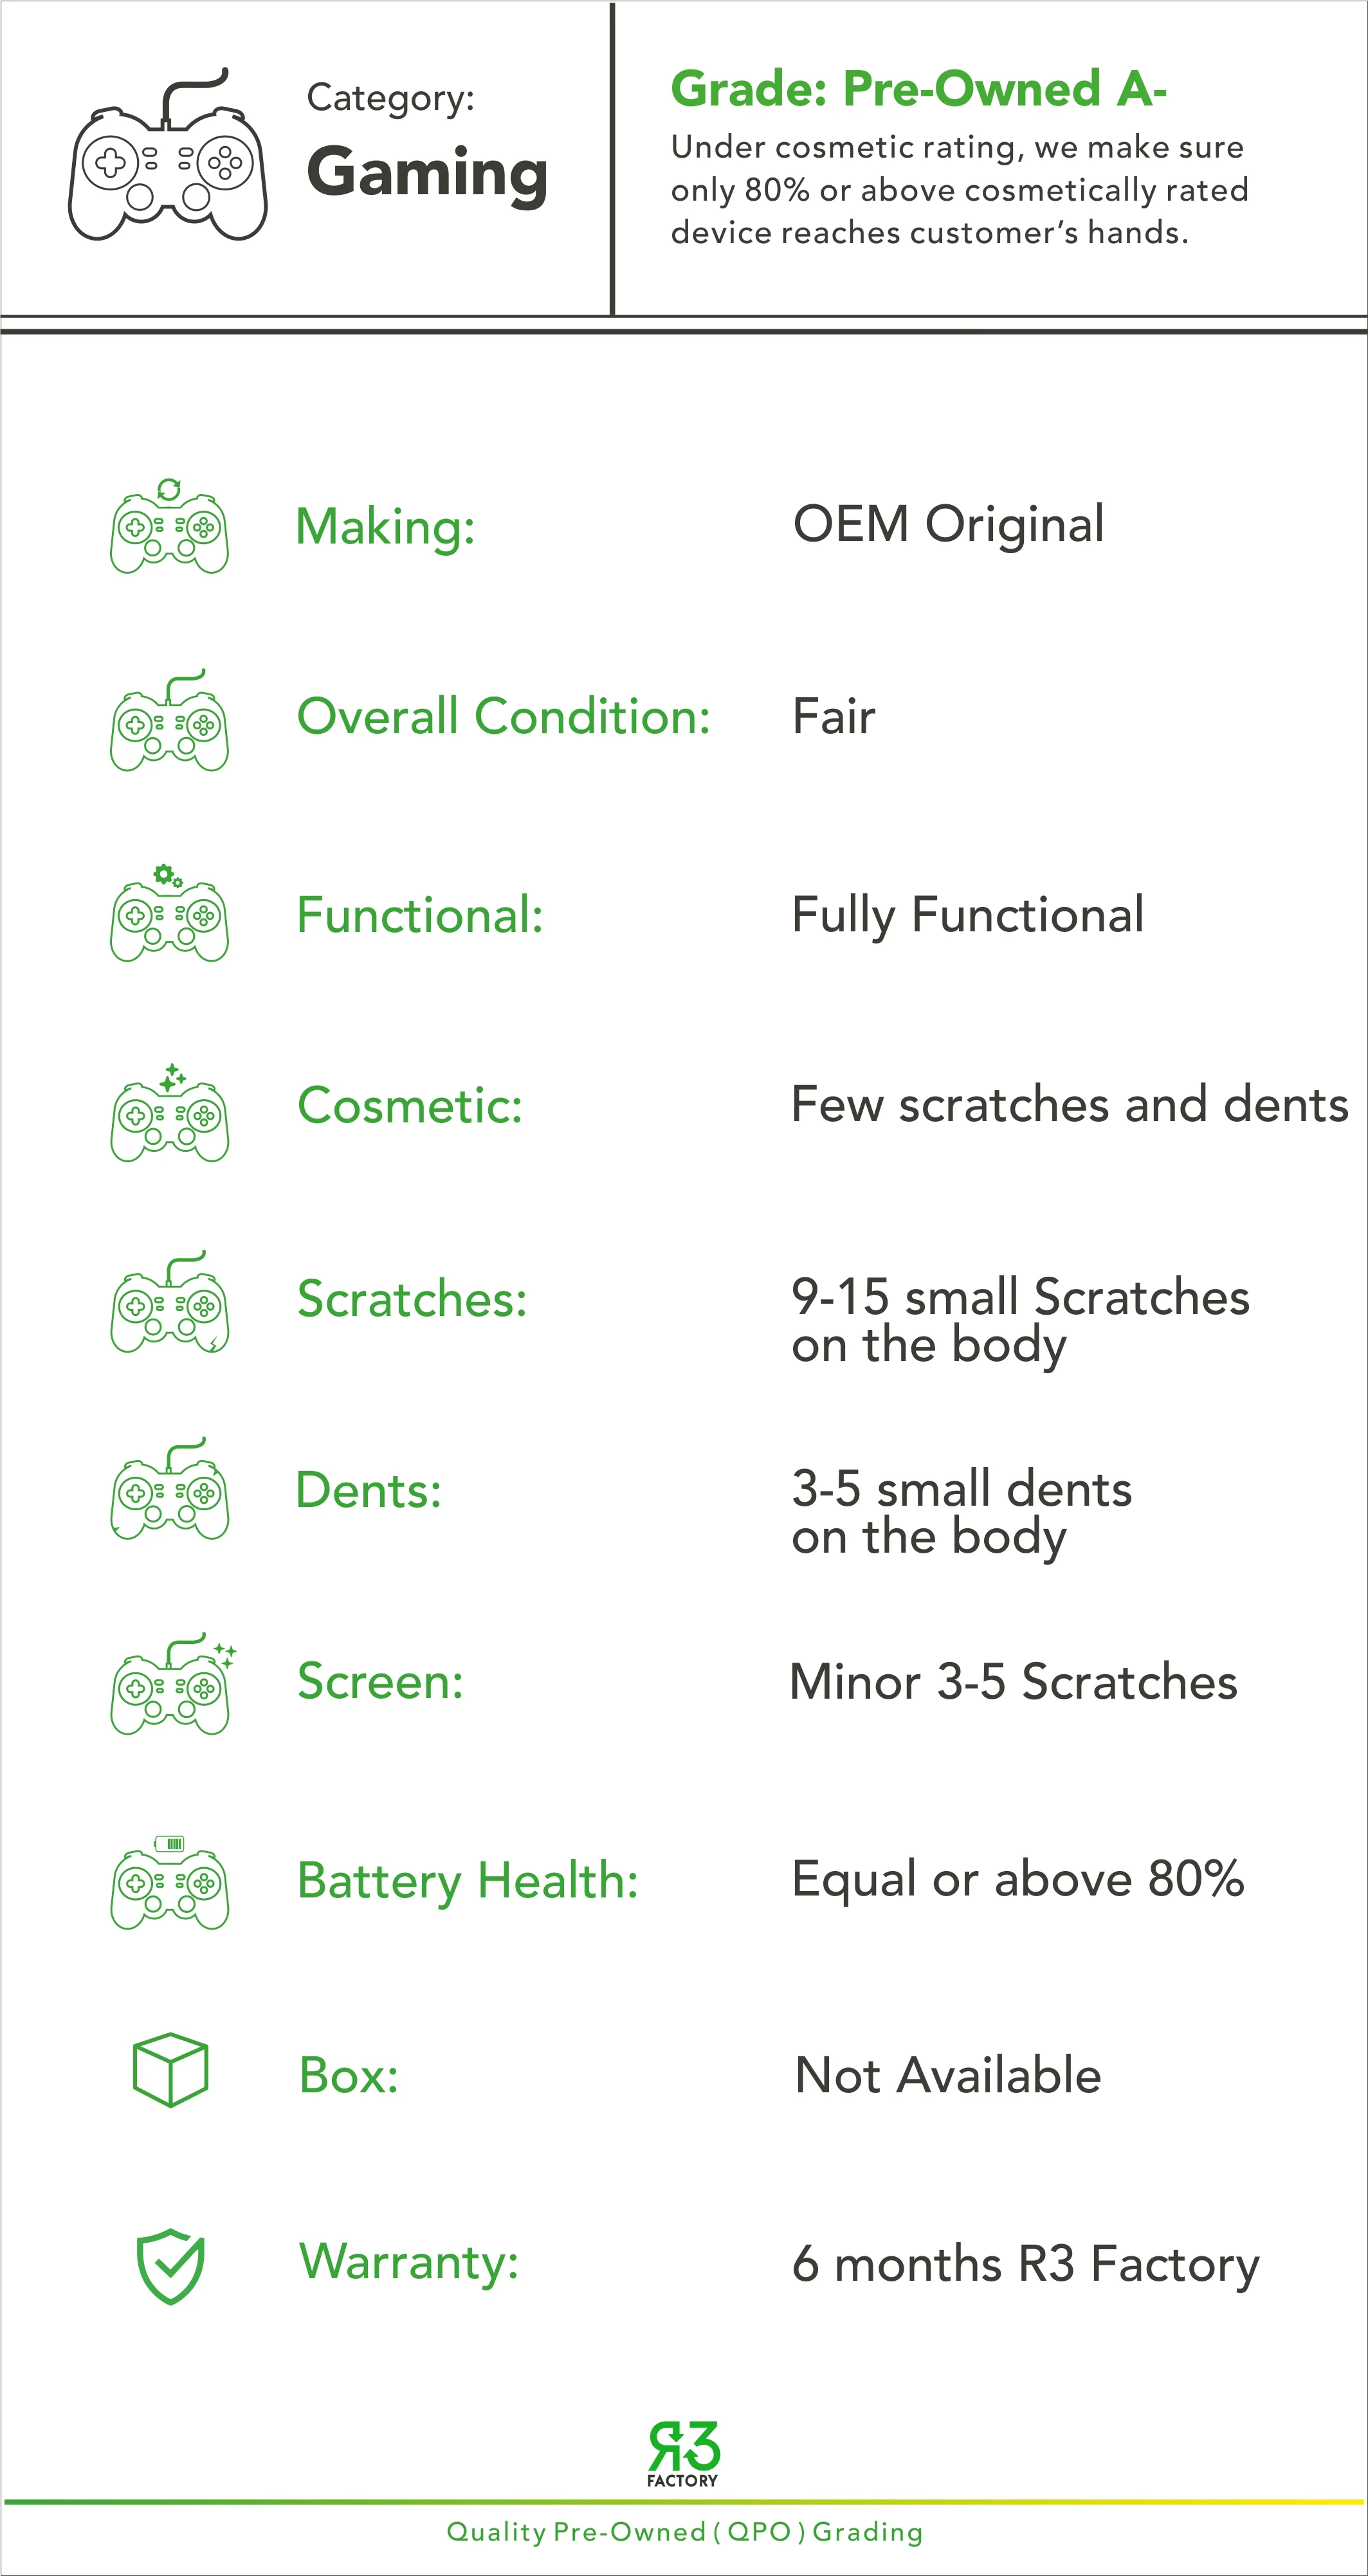 Category:
Gaming
Grade: Pre-Owned A-
Under cosmetic rating, we make sure
only 80% or above cosmetically rated
device reaches customer’s hands.
Making:
OEM Original
Overall Condition:
Fair
Functional:
Fully Functional
Cosmetic:
Few scratches and dents
Scratches:
9-15 small Scratches
on the body
Dents:
3-5 small dents
on the body
Screen:
Minor 3-5 Scratches
Battery Health:
Equal or above 80%
Box:
Not Available
Warranty:
6 months R3 Factory
R3
FACTORY
Quality Pre-Owned ( QPO ) Grading